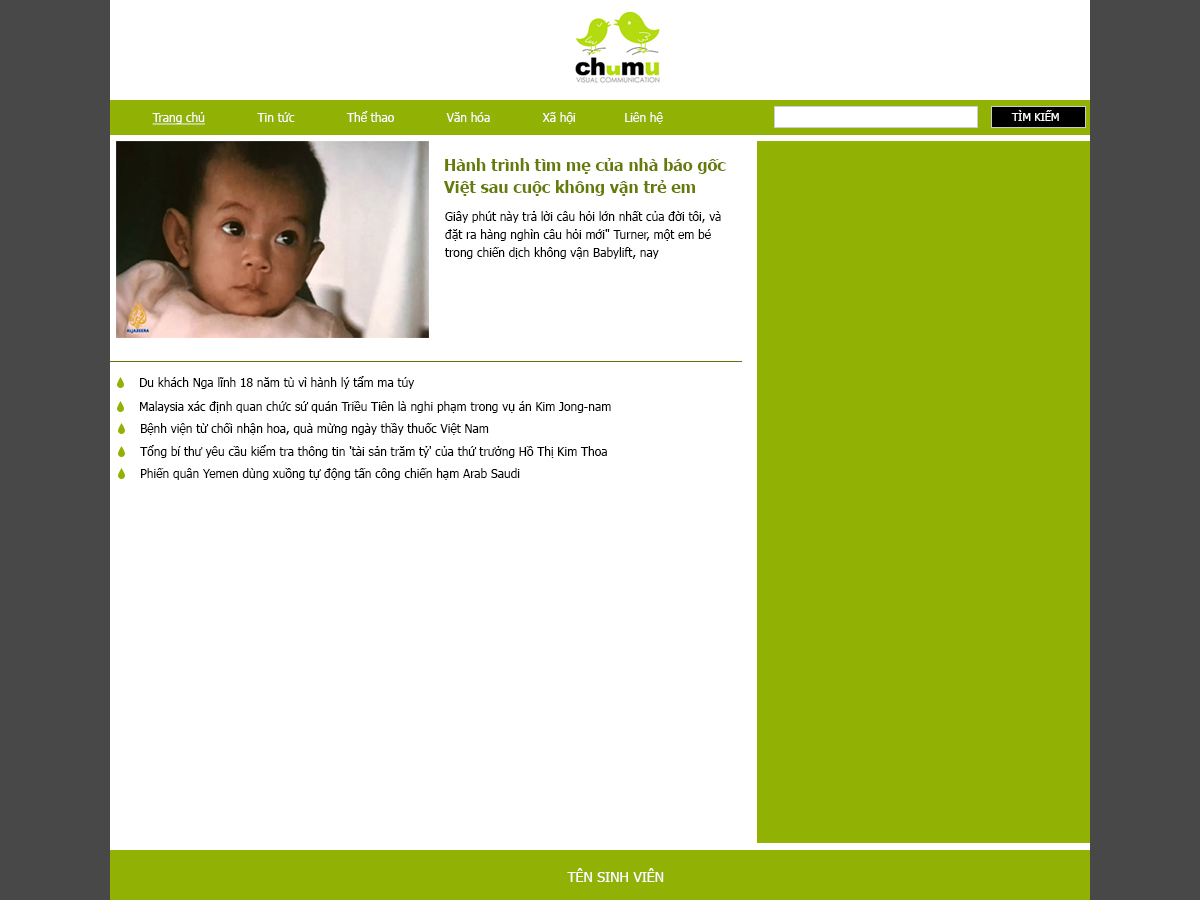 chumu
VISUAL COMMUNICATION
Trang chủ Tin tức Thể thao Văn hóa Xã hội Liên hệ TÌM KIẾM
Hành trình tìm mẹ của nhà báo gốc
Việt sau cuộc không vận trẻ em
Giây phút này trả lời câu hỏi lớn nhất của đời tôi, và
đặt ra hàng nghìn câu hỏi mới" Turner, một em bé
trong chiến dịch không vận Babylift, nay
ALJAZEERA
Du khách Nga lĩnh 18 năm tù vì hành lý tẩm ma túy
Malaysia xác định quan chức sứ quán Triều Tiên là nghi phạm trong vụ án Kim Jong-nam
Bệnh viện từ chối nhận hoa, quà mừng ngày thầy thuốc Việt Nam
Tổng bí thư yêu cầu kiểm tra thông tin 'tài sản trăm tỷ' của thứ trưởng Hồ Thị Kim Thoa
Phiến quân Yemen dùng xuồng tự động tấn công chiến hạm Arab Saudi
TÊN SINH VIÊN